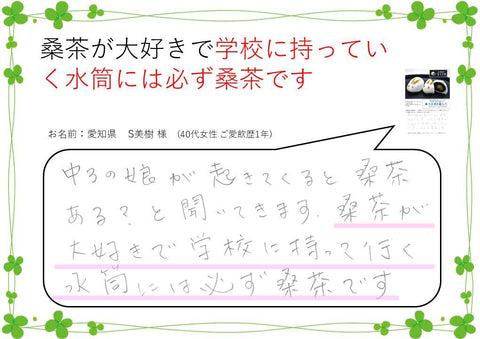 桑茶が大好きで学校に持ってい
く水筒には必ず桑茶です
お名前：愛知県　S美樹 様　(40代女性 ご愛飲歴1年)
中3の娘が起きてくると桑茶
ある？と聞いてきます。桑茶が
大好きで学校に持って行く
水筒には必ず桑茶です